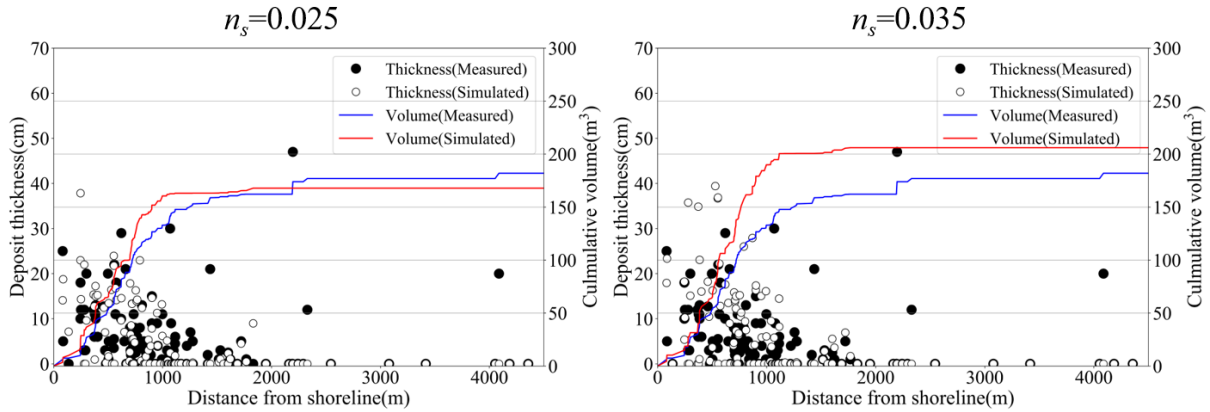 nₛ=0.025
70
60
50
40
30
20
10
0
Deposit thickness(cm)
300
250
200
150
100
50
0
Culmulative volume(m³)
Thickness(Measured)
Thickness(Simulated)
Volume(Measured)
Volume(Simulated)
0 1000 2000 3000 4000
Distance from shoreline(m)
nₛ=0.035
70
60
50
40
30
20
10
0
Deposit thickness(cm)
300
250
200
150
100
50
0
Culmulative volume(m³)
Thickness(Measured)
Thickness(Simulated)
Volume(Measured)
Volume(Simulated)
0 1000 2000 3000 4000
Distance from shoreline(m)